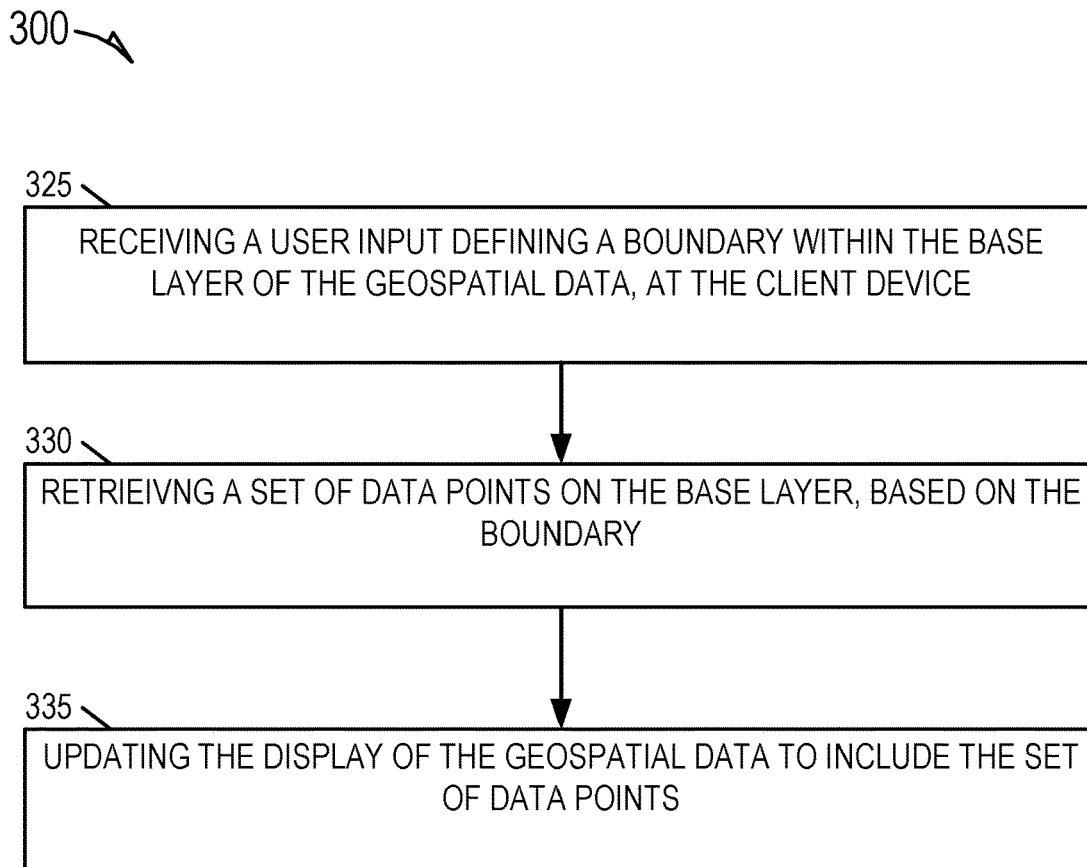 300
325
RECEIVING A USER INPUT DEFINING A BOUNDARY WITHIN THE BASE
LAYER OF THE GEOSPATIAL DATA, AT THE CLIENT DEVICE
330
RETRIEIVNG A SET OF DATA POINTS ON THE BASE LAYER, BASED ON THE
BOUNDARY
335
UPDATING THE DISPLAY OF THE GEOSPATIAL DATA TO INCLUDE THE SET
OF DATA POINTS